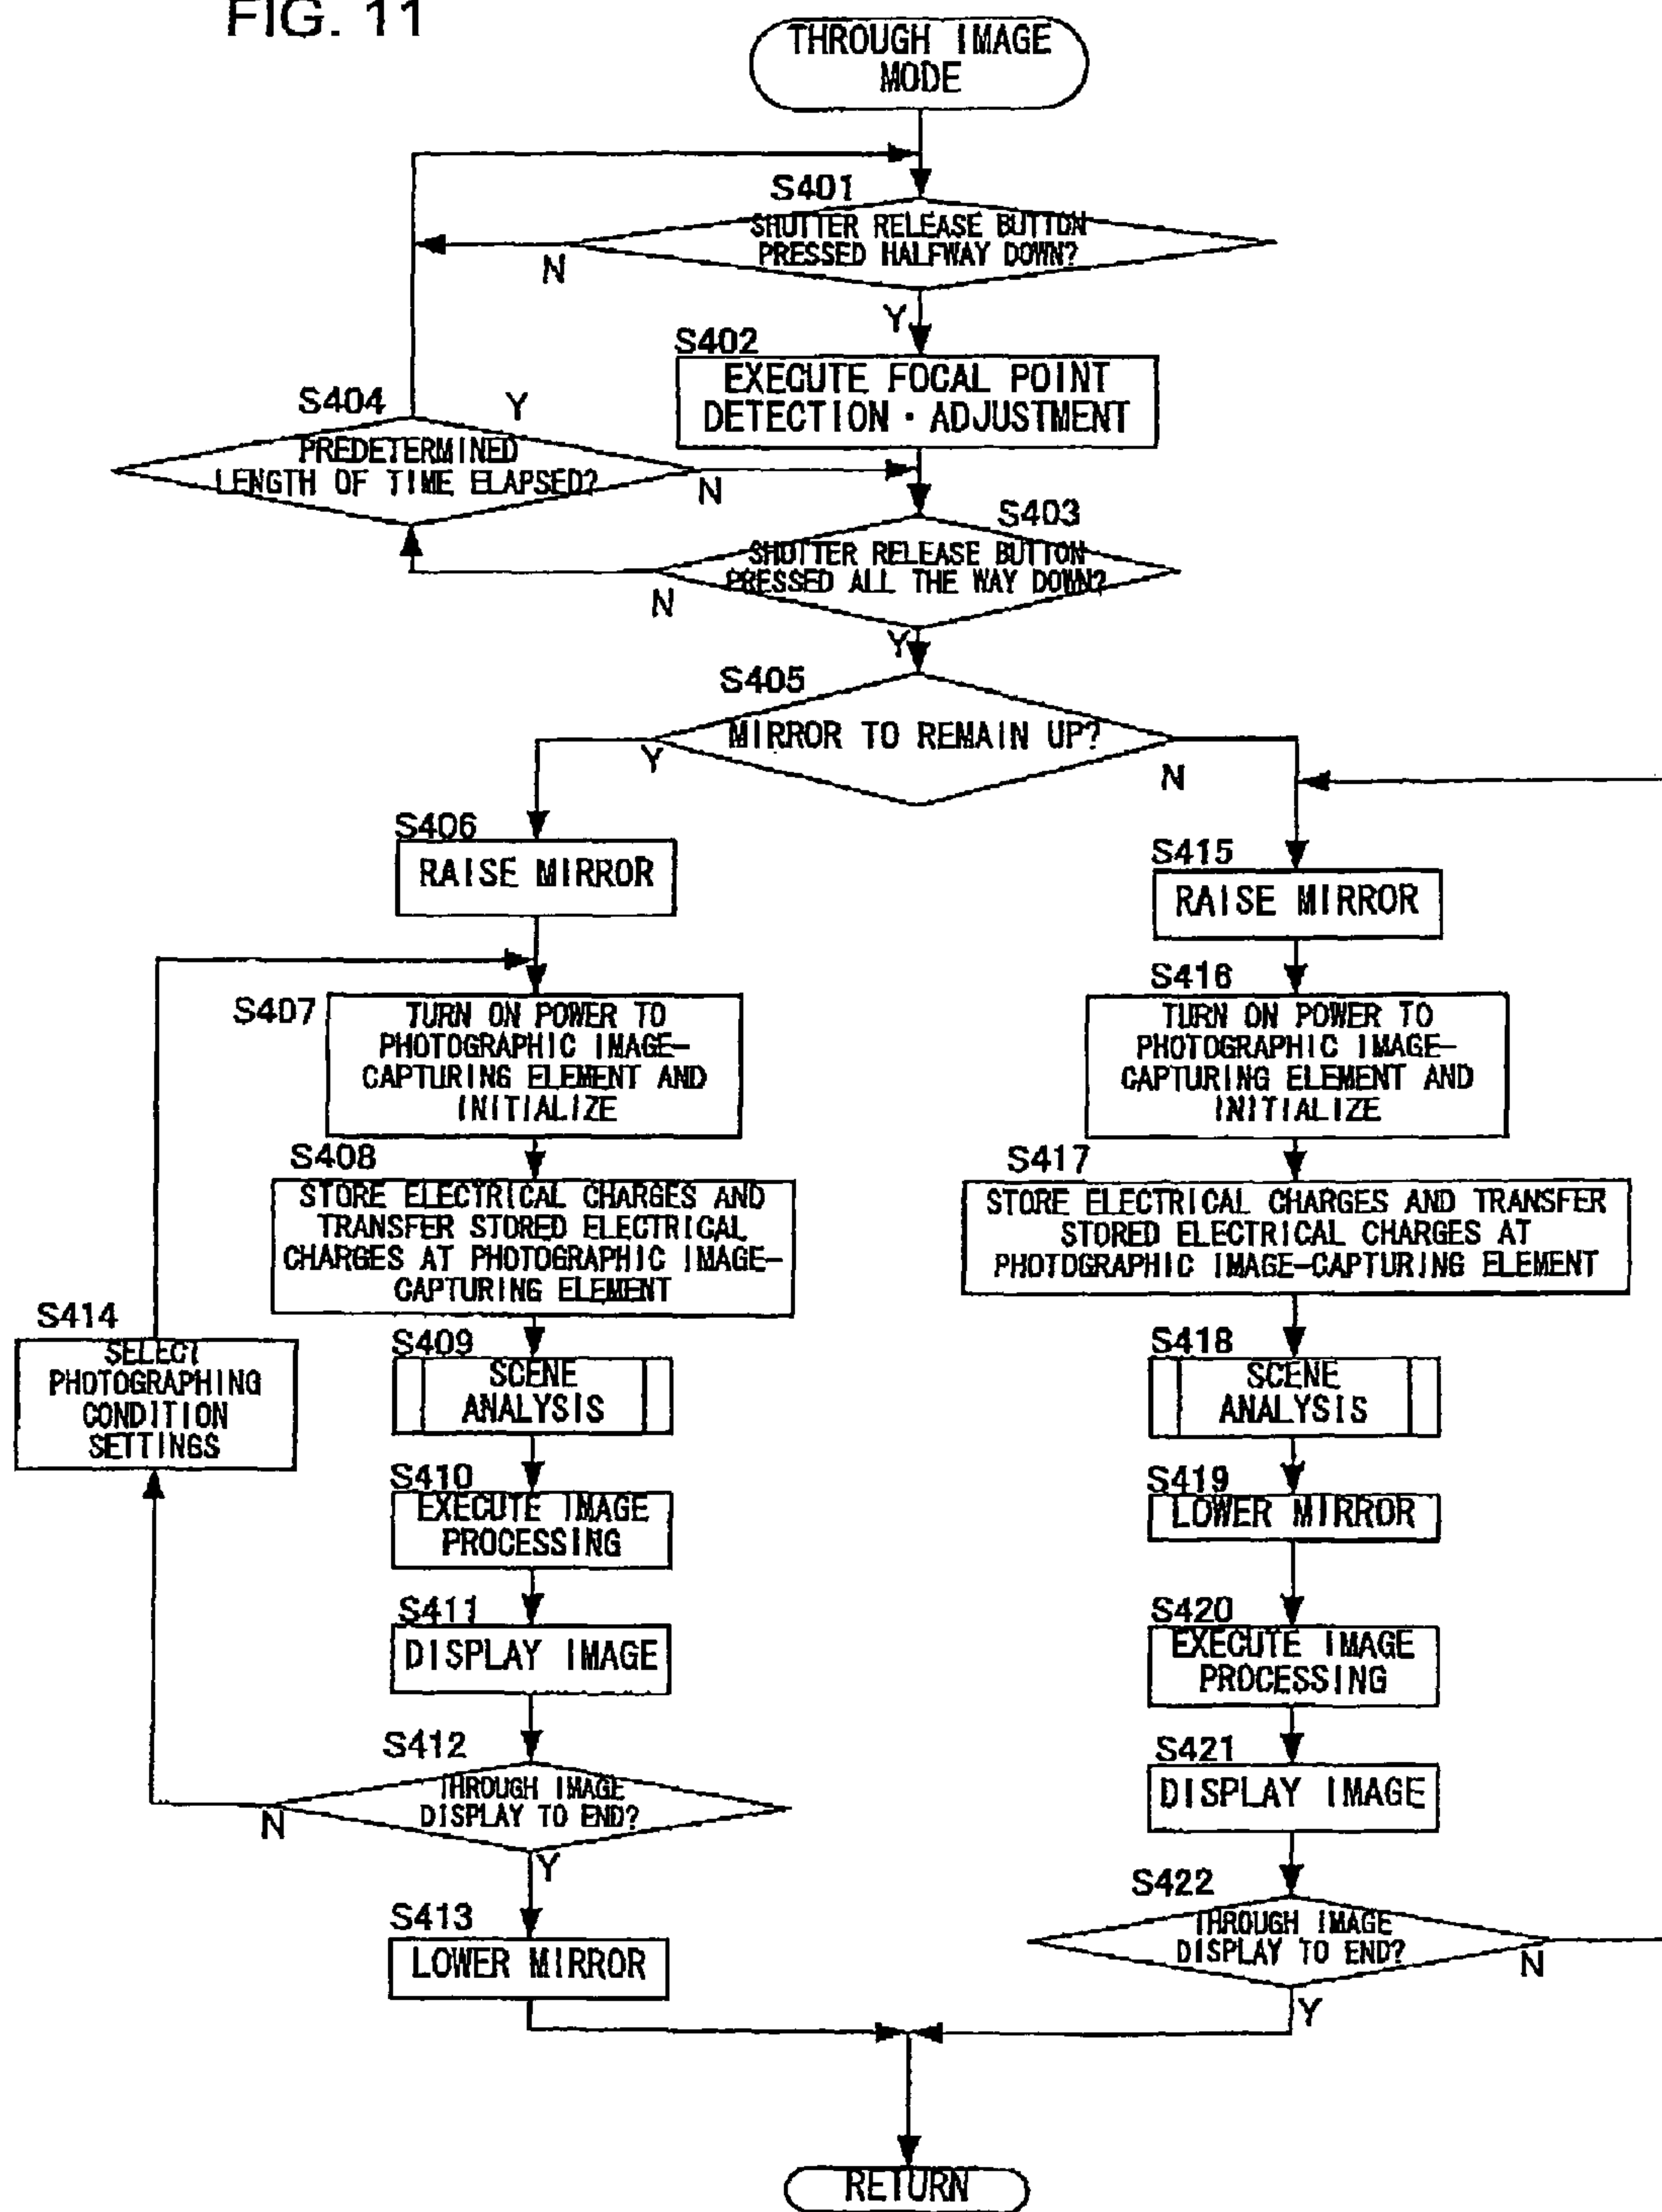 FIG. 11
THROUGH IMAGE
MODE
S401
SHUTTER RELEASE BUTTON
PRESSED HALFWAY DOWN?
N
Y
S402
EXECUTE FOCAL POINT
DETECTION · ADJUSTMENT
S404
Y
PREDETERMINED
LENGTH OF TIME ELAPSED?
N
S403
SHUTTER RELEASE BUTTON
PRESSED ALL THE WAY DOWN?
N
Y
S405
MIRROR TO REMAIN UP?
Y
N
S406
RAISE MIRROR
S407
TURN ON POWER TO
PHOTOGRAPHIC IMAGE-
CAPTURING ELEMENT AND
INITIALIZE
S408
STORE ELECTRICAL CHARGES AND
TRANSFER STORED ELECTRICAL
CHARGES AT PHOTOGRAPHIC IMAGE-
CAPTURING ELEMENT
S414
SELECT
PHOTOGRAPHING
CONDITION
SETTINGS
S409
SCENE
ANALYSIS
S410
EXECUTE IMAGE
PROCESSING
S411
DISPLAY IMAGE
S412
THROUGH IMAGE
DISPLAY TO END?
N
Y
S413
LOWER MIRROR
S415
RAISE MIRROR
S416
TURN ON POWER TO
PHOTOGRAPHIC IMAGE-
CAPTURING ELEMENT AND
INITIALIZE
S417
STORE ELECTRICAL CHARGES AND TRANSFER
STORED ELECTRICAL CHARGES AT
PHOTOGRAPHIC IMAGE-CAPTURING ELEMENT
S418
SCENE
ANALYSIS
S419
LOWER MIRROR
S420
EXECUTE IMAGE
PROCESSING
S421
DISPLAY IMAGE
S422
THROUGH IMAGE
DISPLAY TO END?
N
Y
RETURN